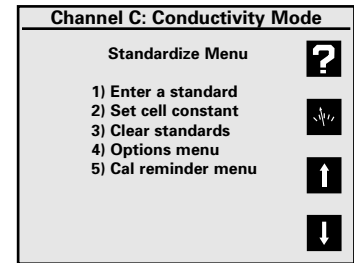 Channel C: Conductivity Mode
Standardize Menu
?
1) Enter a standard
2) Set cell constant
3) Clear standards
4) Options menu
5) Cal reminder menu